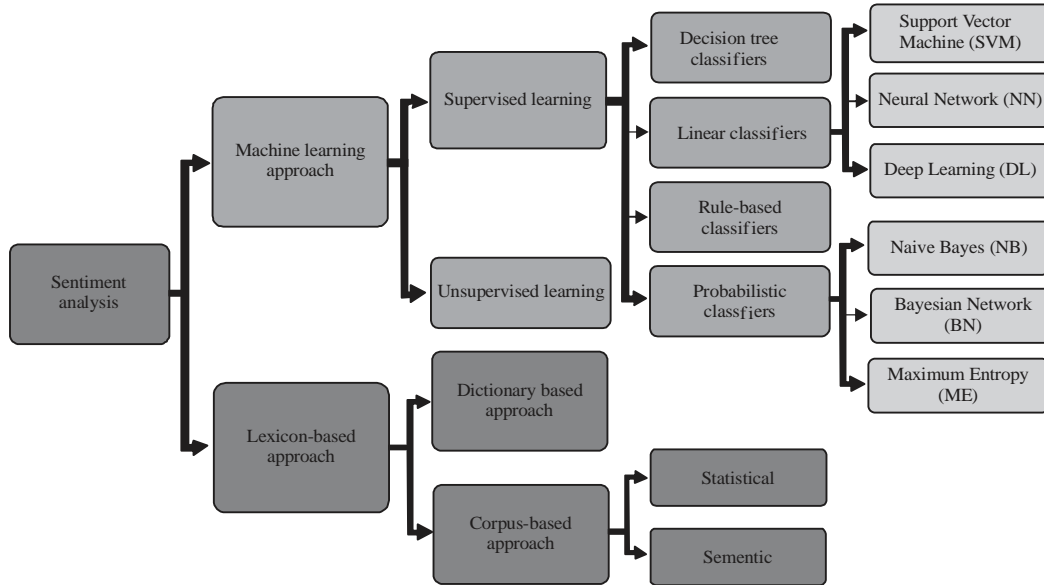 Sentiment
analysis
Machine learning
approach
Lexicon-based
approach
Supervised learning
Unsupervised learning
Dictionary based
approach
Corpus-based
approach
Decision tree
classifiers
Linear classifiers
Rule-based
classifiers
Probabilistic
classfiers
Statistical
Sementic
Support Vector
Machine (SVM)
Neural Network (NN)
Deep Learning (DL)
Naive Bayes (NB)
Bayesian Network
(BN)
Maximum Entropy
(ME)